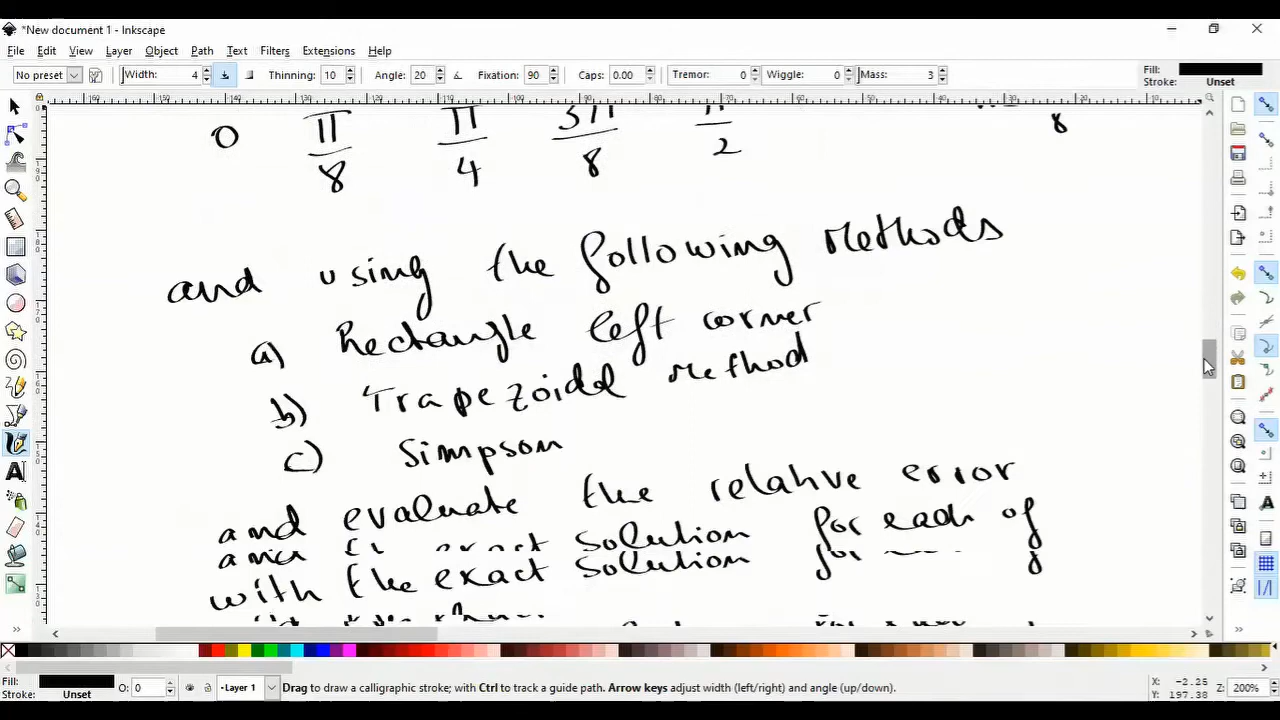 *New document 1 - Inkscape
File Edit View Layer Object Path Text Filters Extensions Help
No preset Width: 4 Thinning: 10 Angle: 20 Fixation: 90 Caps: 0.00 Tremor: 0 Wiggle: 0 Mass: 3 Fill: Stroke: Unset
0 π/8 π/4 3π/8 π/2 8
and using the following Methods
a) Rectangle left corner
b) Trapezoidal Method
c) Simpson
and evaluate the relative error
exact solution for each of
with the exact solution
Fill: Stroke: Unset O: 0 Layer 1 Drag to draw a calligraphic stroke; with Ctrl to track a guide path. Arrow keys adjust width (left/right) and angle (up/down). X: -2.25 Y: 197.38 Z: 200%